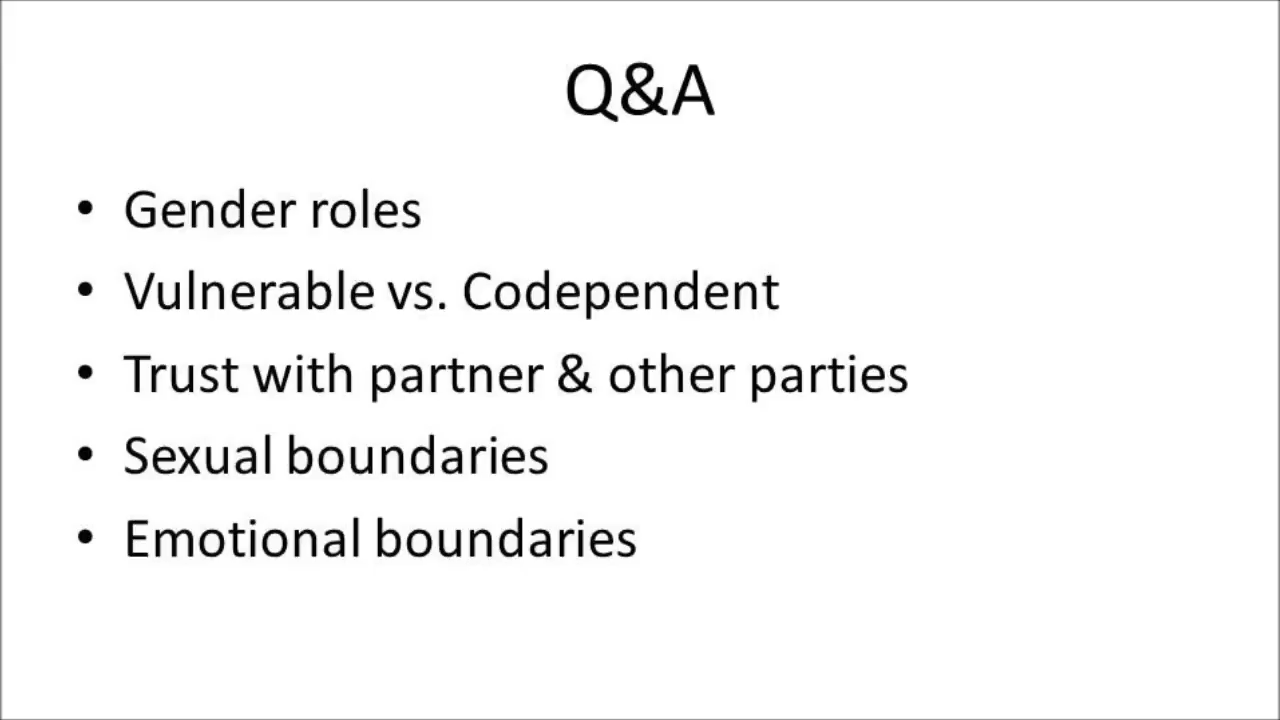 Q&A
• Gender roles
• Vulnerable vs. Codependent
• Trust with partner & other parties
• Sexual boundaries
• Emotional boundaries